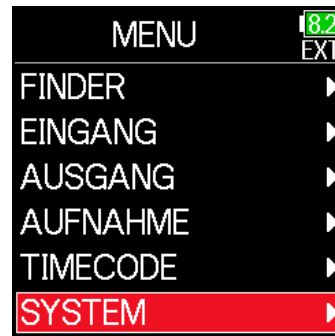 MENU 8.2
EXT
FINDER
EINGANG
AUSGANG
AUFNAHME
TIMECODE
SYSTEM